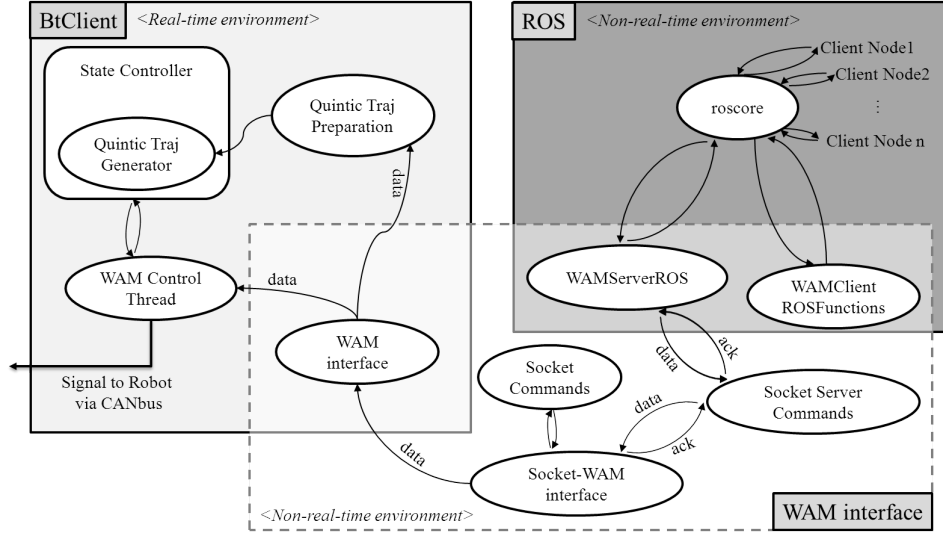 BtClient
<Real-time environment>
State Controller
Quintic Traj
Generator
Quintic Traj
Preparation
data
WAM Control
Thread
data
WAM
interface
Signal to Robot
via CANbus
data
ROS
<Non-real-time environment>
Client Node1
Client Node2
⋮
Client Node n
roscore
WAMServerROS
WAMClient
ROSFunctions
data
ack
Socket
Commands
Socket Server
Commands
data
ack
Socket-WAM
interface
<Non-real-time environment>
WAM interface